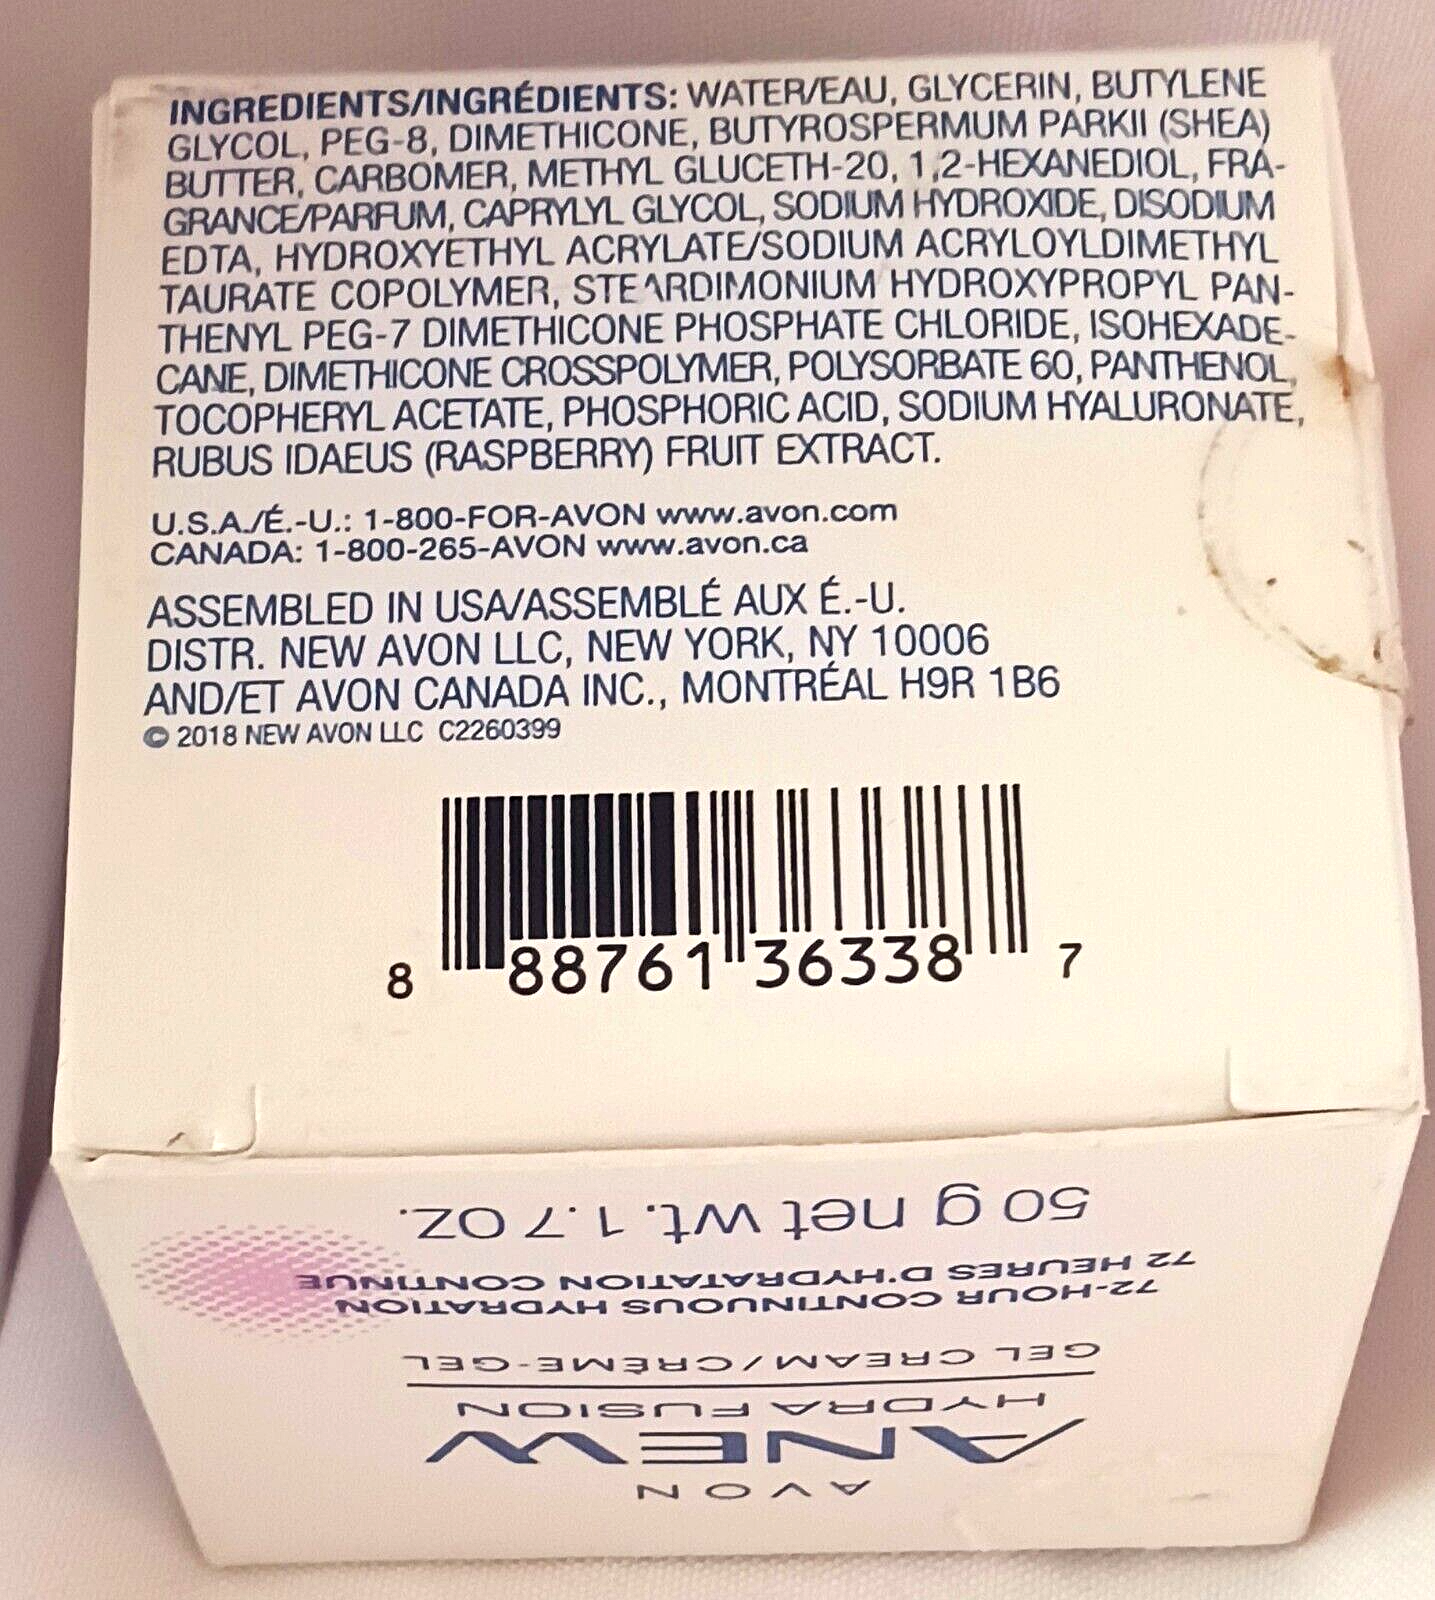 INGREDIENTS/INGRÉDIENTS: WATER/EAU, GLYCERIN, BUTYLENE
GLYCOL, PEG-8, DIMETHICONE, BUTYROSPERMUM PARKII (SHEA)
BUTTER, CARBOMER, METHYL GLUCETH-20, 1,2-HEXANEDIOL, FRA-
GRANCE/PARFUM, CAPRYLYL GLYCOL, SODIUM HYDROXIDE, DISODIUM
EDTA, HYDROXYETHYL ACRYLATE/SODIUM ACRYLOYLDIMETHYL
TAURATE COPOLYMER, STEARDIMONIUM HYDROXYPROPYL PAN-
THENYL PEG-7 DIMETHICONE PHOSPHATE CHLORIDE, ISOHEXADE-
CANE, DIMETHICONE CROSSPOLYMER, POLYSORBATE 60, PANTHENOL,
TOCOPHERYL ACETATE, PHOSPHORIC ACID, SODIUM HYALURONATE,
RUBUS IDAEUS (RASPBERRY) FRUIT EXTRACT.
U.S.A./É.-U.: 1-800-FOR-AVON www.avon.com
CANADA: 1-800-265-AVON www.avon.ca
ASSEMBLED IN USA/ASSEMBLÉ AUX É.-U.
DISTR. NEW AVON LLC, NEW YORK, NY 10006
AND/ET AVON CANADA INC., MONTRÉAL H9R 1B6
© 2018 NEW AVON LLC C2260399
8 88761 36338 7
AVON
ANEW
HYDRA FUSION
GEL CREAM/CRÈME-GEL
72-HOUR CONTINUOUS HYDRATION
72 HEURES D'HYDRATATION CONTINUE
50 g net wt. 1.7 OZ.